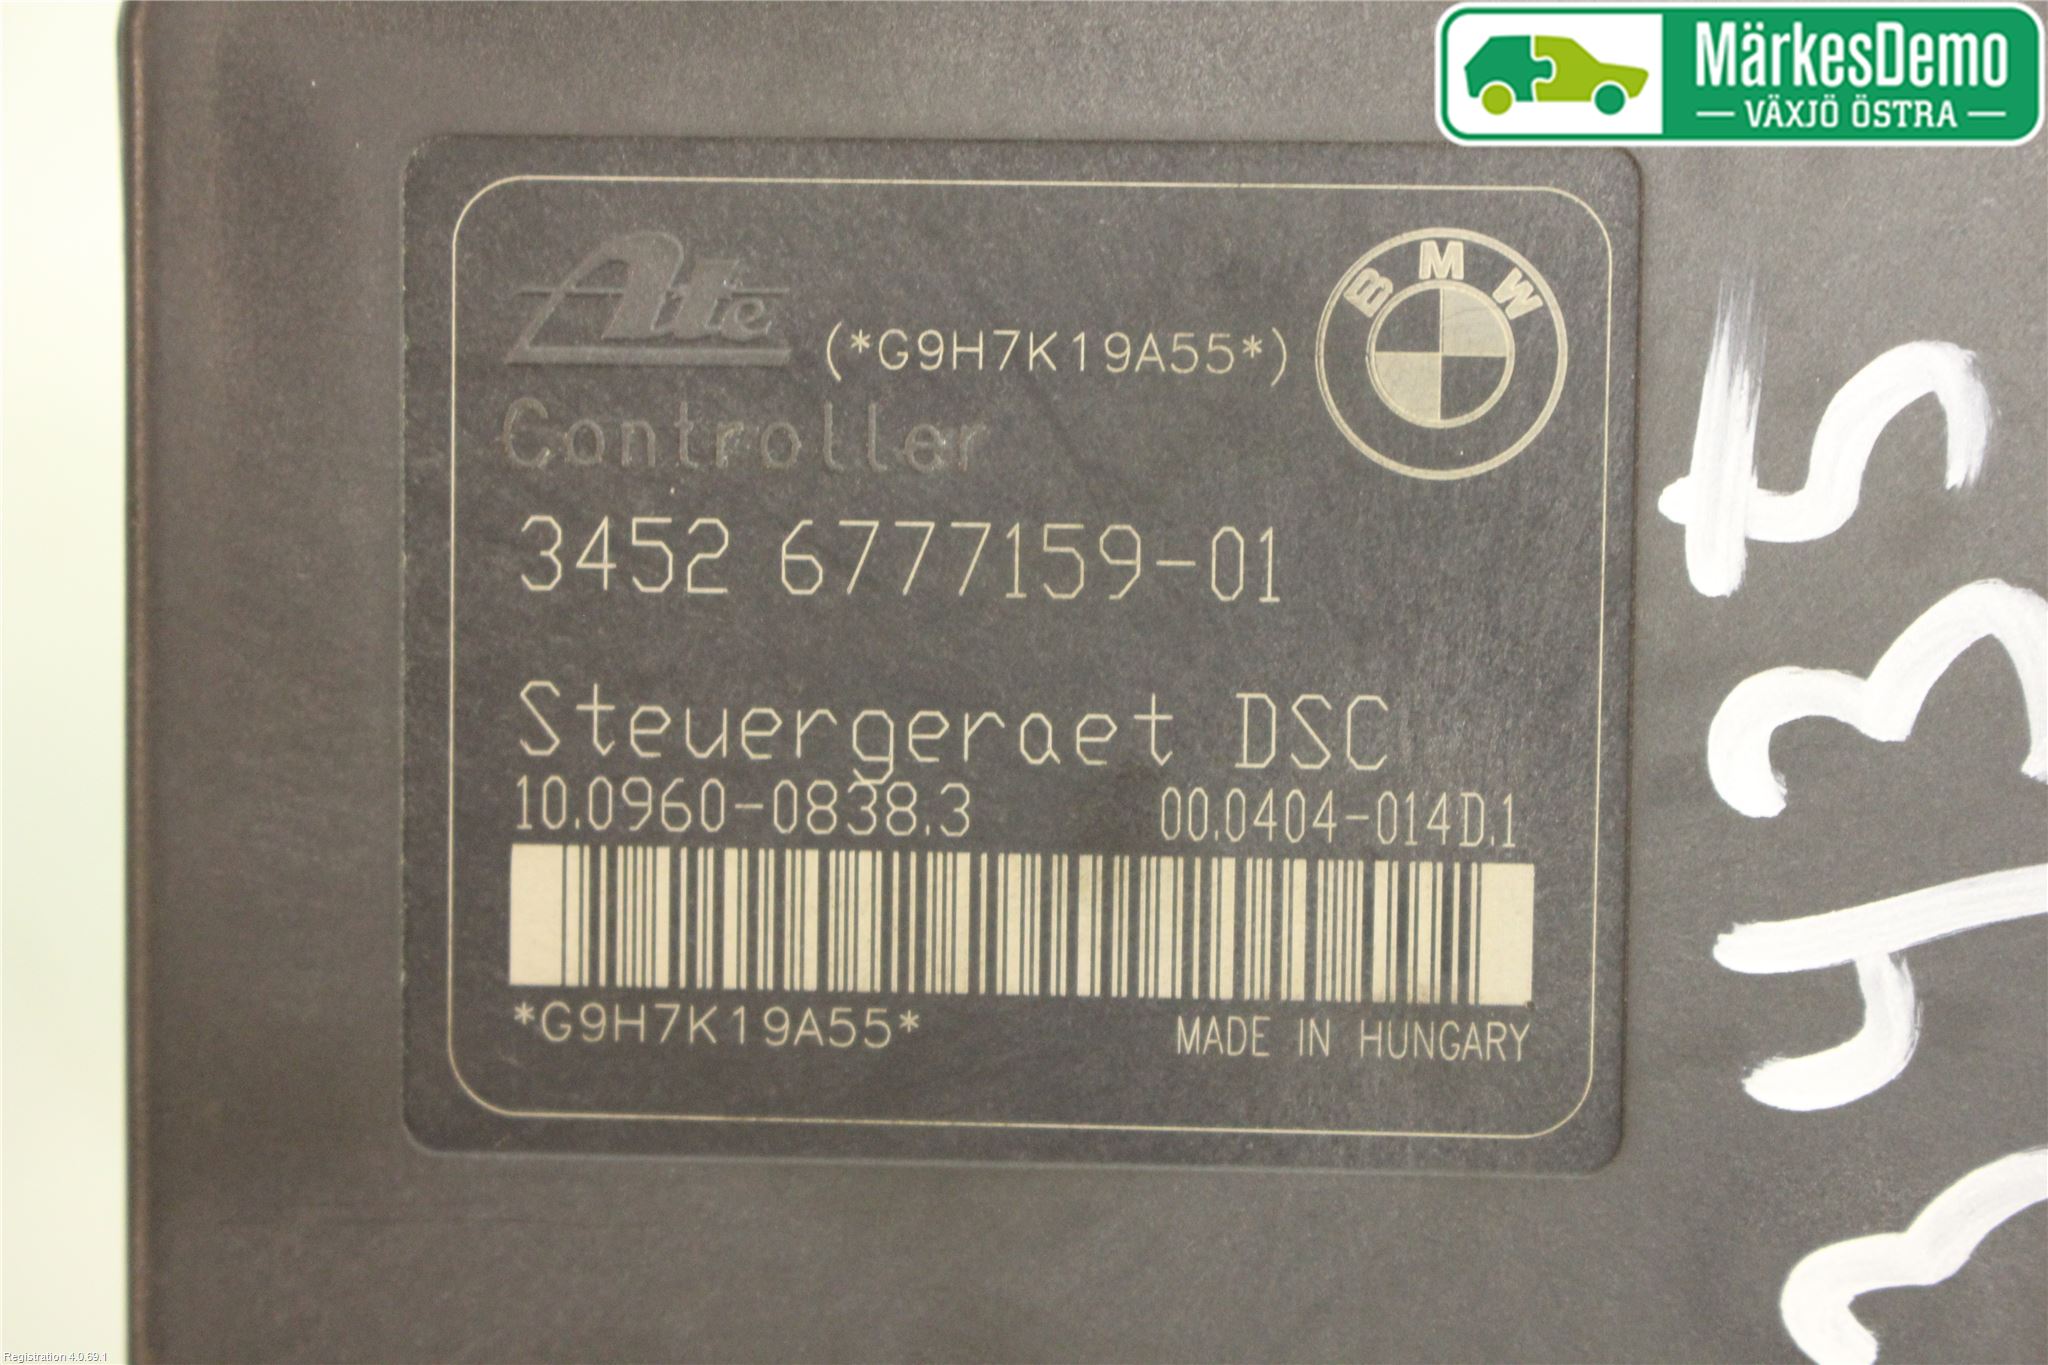 MärkesDemo
VÄXJÖ ÖSTRA
Ate
(*G9H7K19A55*)
BMW
Controller
3452 6777159-01
Steuergeraet DSC
10.0960-0838.3 00.0404-014D.1
*G9H7K19A55* MADE IN HUNGARY
Registration 4.0.69.1